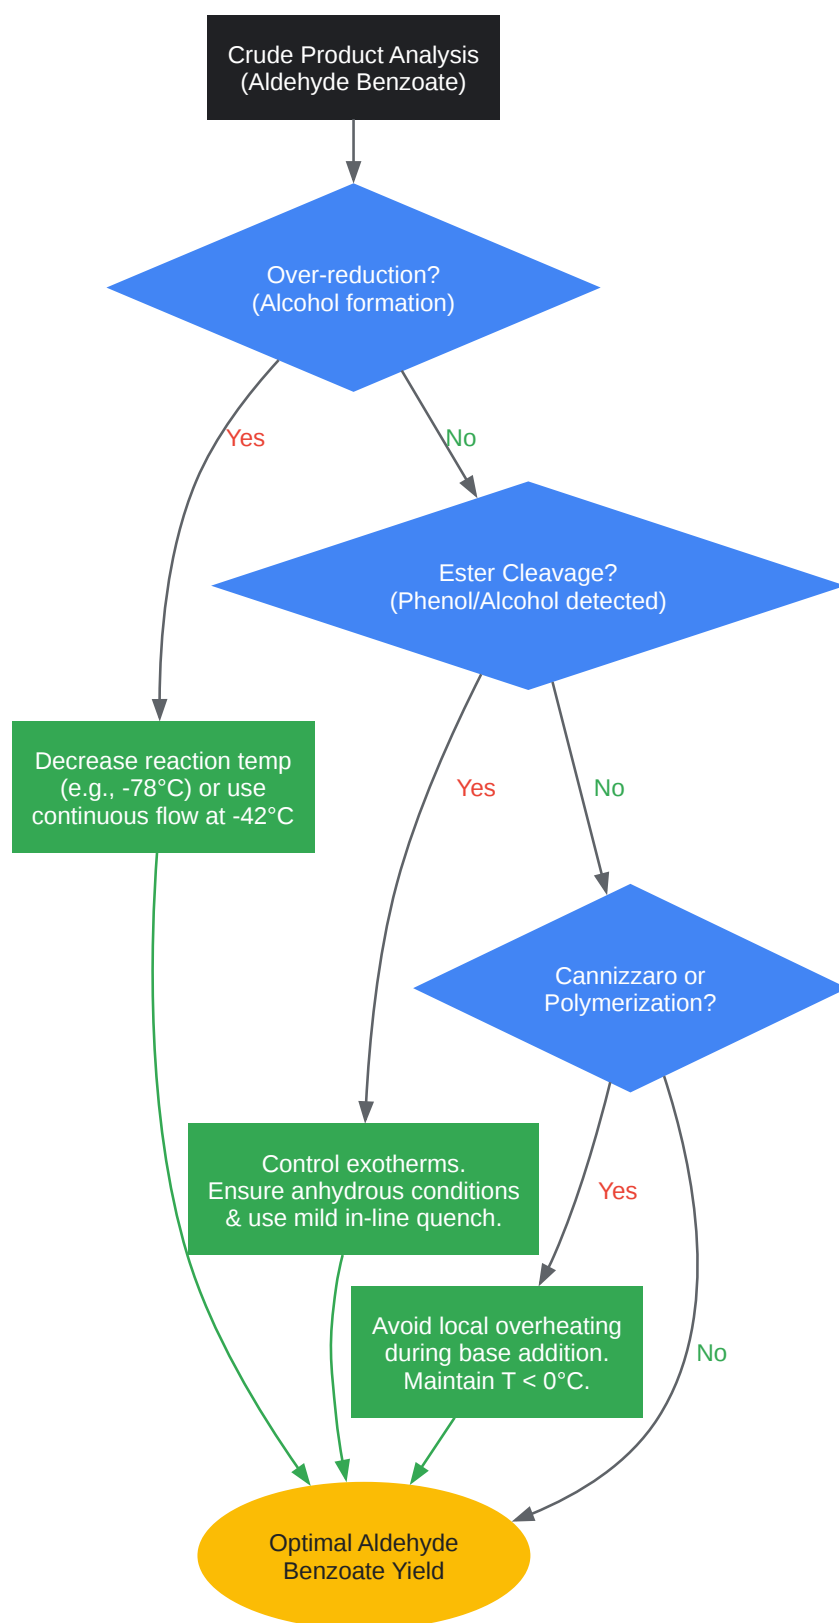 Crude Product Analysis
(Aldehyde Benzoate)
Over-reduction?
(Alcohol formation)
Yes
No
Ester Cleavage?
(Phenol/Alcohol detected)
Decrease reaction temp
(e.g., -78°C) or use
continuous flow at -42°C
Yes
No
Cannizzaro or
Polymerization?
Control exotherms.
Ensure anhydrous conditions
& use mild in-line quench.
Yes
Avoid local overheating
during base addition.
Maintain T < 0°C.
No
Optimal Aldehyde
Benzoate Yield